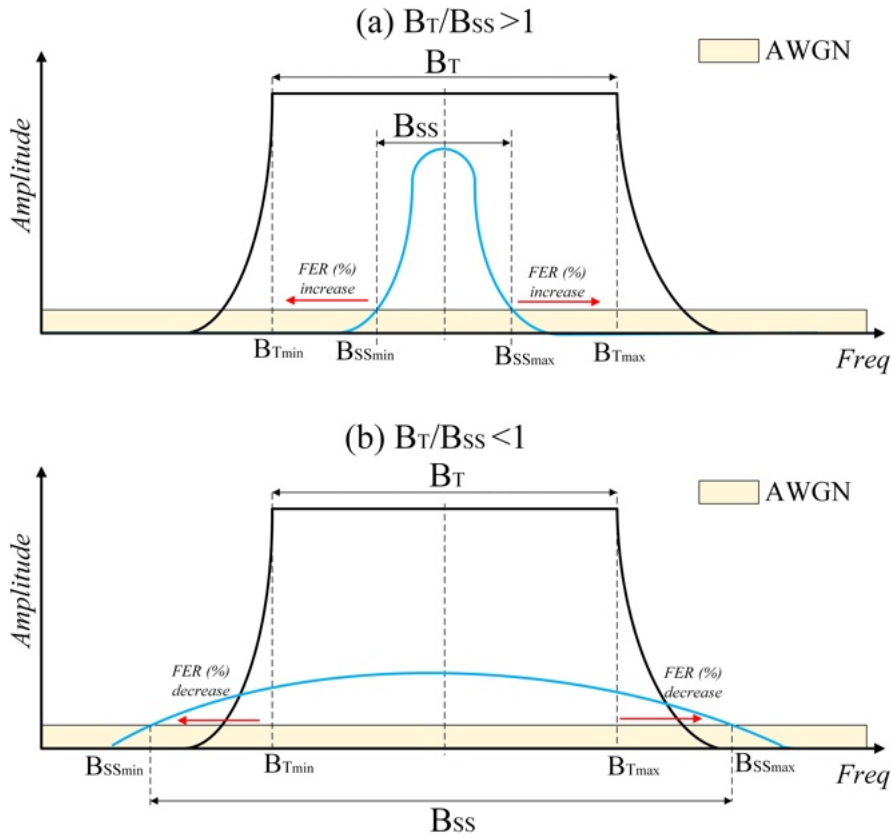 (a) BT/BSS >1
AWGN
BT
BSS
Amplitude
FER (%)
increase
FER (%)
increase
BTmin
BSSmin
BSSmax
BTmax
Freq
(b) BT/BSS <1
AWGN
BT
Amplitude
FER (%)
decrease
FER (%)
decrease
BSSmin
BTmin
BTmax
BSSmax
Freq
BSS